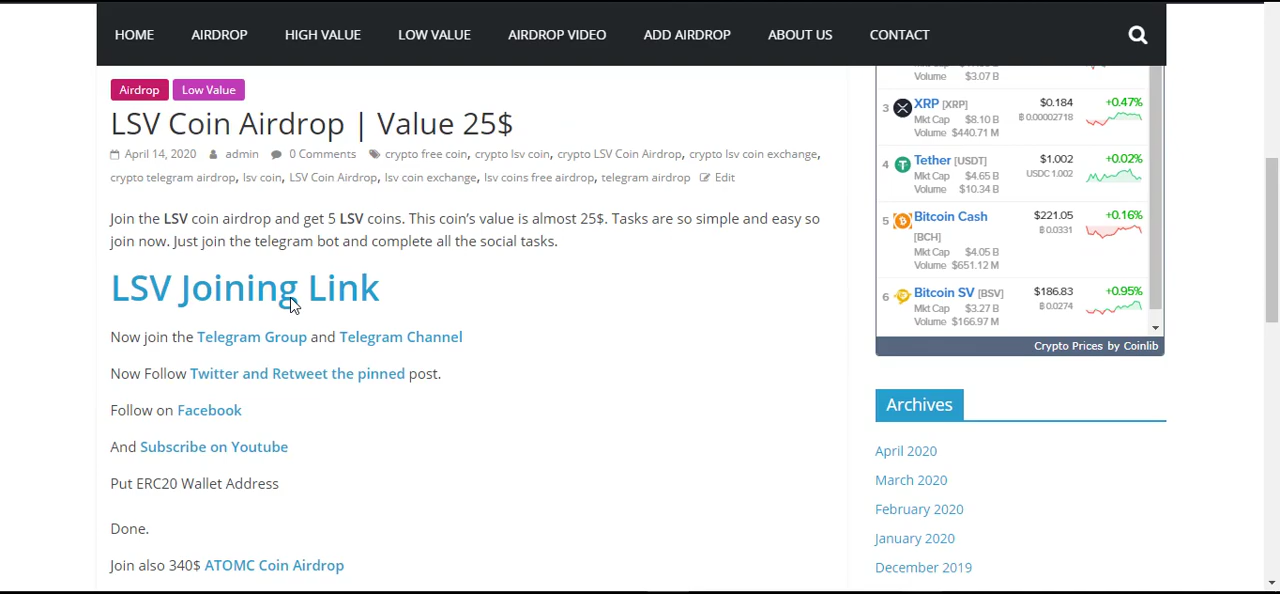 HOME AIRDROP HIGH VALUE LOW VALUE AIRDROP VIDEO ADD AIRDROP ABOUT US CONTACT
Airdrop Low Value
LSV Coin Airdrop | Value 25$
April 14, 2020 admin 0 Comments crypto free coin, crypto lsv coin, crypto LSV Coin Airdrop, crypto lsv coin exchange,
crypto telegram airdrop, lsv coin, LSV Coin Airdrop, lsv coin exchange, lsv coins free airdrop, telegram airdrop Edit
Join the LSV coin airdrop and get 5 LSV coins. This coin's value is almost 25$. Tasks are so simple and easy so
join now. Just join the telegram bot and complete all the social tasks.
LSV Joining Link
Now join the Telegram Group and Telegram Channel
Now Follow Twitter and Retweet the pinned post.
Follow on Facebook
And Subscribe on Youtube
Put ERC20 Wallet Address
Done.
Join also 340$ ATOMC Coin Airdrop
Volume $3.07 B
3 XRP [XRP] $0.184 +0.47%
Mkt Cap $8.10 B ฿ 0.00002718
Volume $440.71 M
4 Tether [USDT] $1.002 +0.02%
Mkt Cap $4.65 B USDC 1.002
Volume $10.34 B
5 Bitcoin Cash $221.05 +0.16%
[BCH] ฿ 0.0331
Mkt Cap $4.05 B
Volume $651.12 M
6 Bitcoin SV [BSV] $186.83 +0.95%
Mkt Cap $3.27 B ฿ 0.0274
Volume $166.97 M
Crypto Prices by Coinlib
Archives
April 2020
March 2020
February 2020
January 2020
December 2019